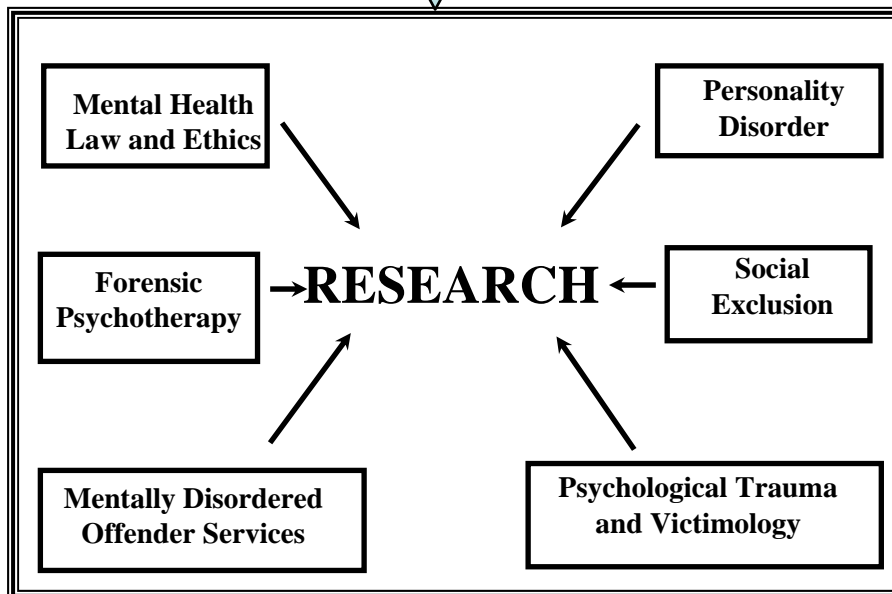 Mental Health
Law and Ethics
Personality
Disorder
Forensic
Psychotherapy
RESEARCH
Social
Exclusion
Mentally Disordered
Offender Services
Psychological Trauma
and Victimology